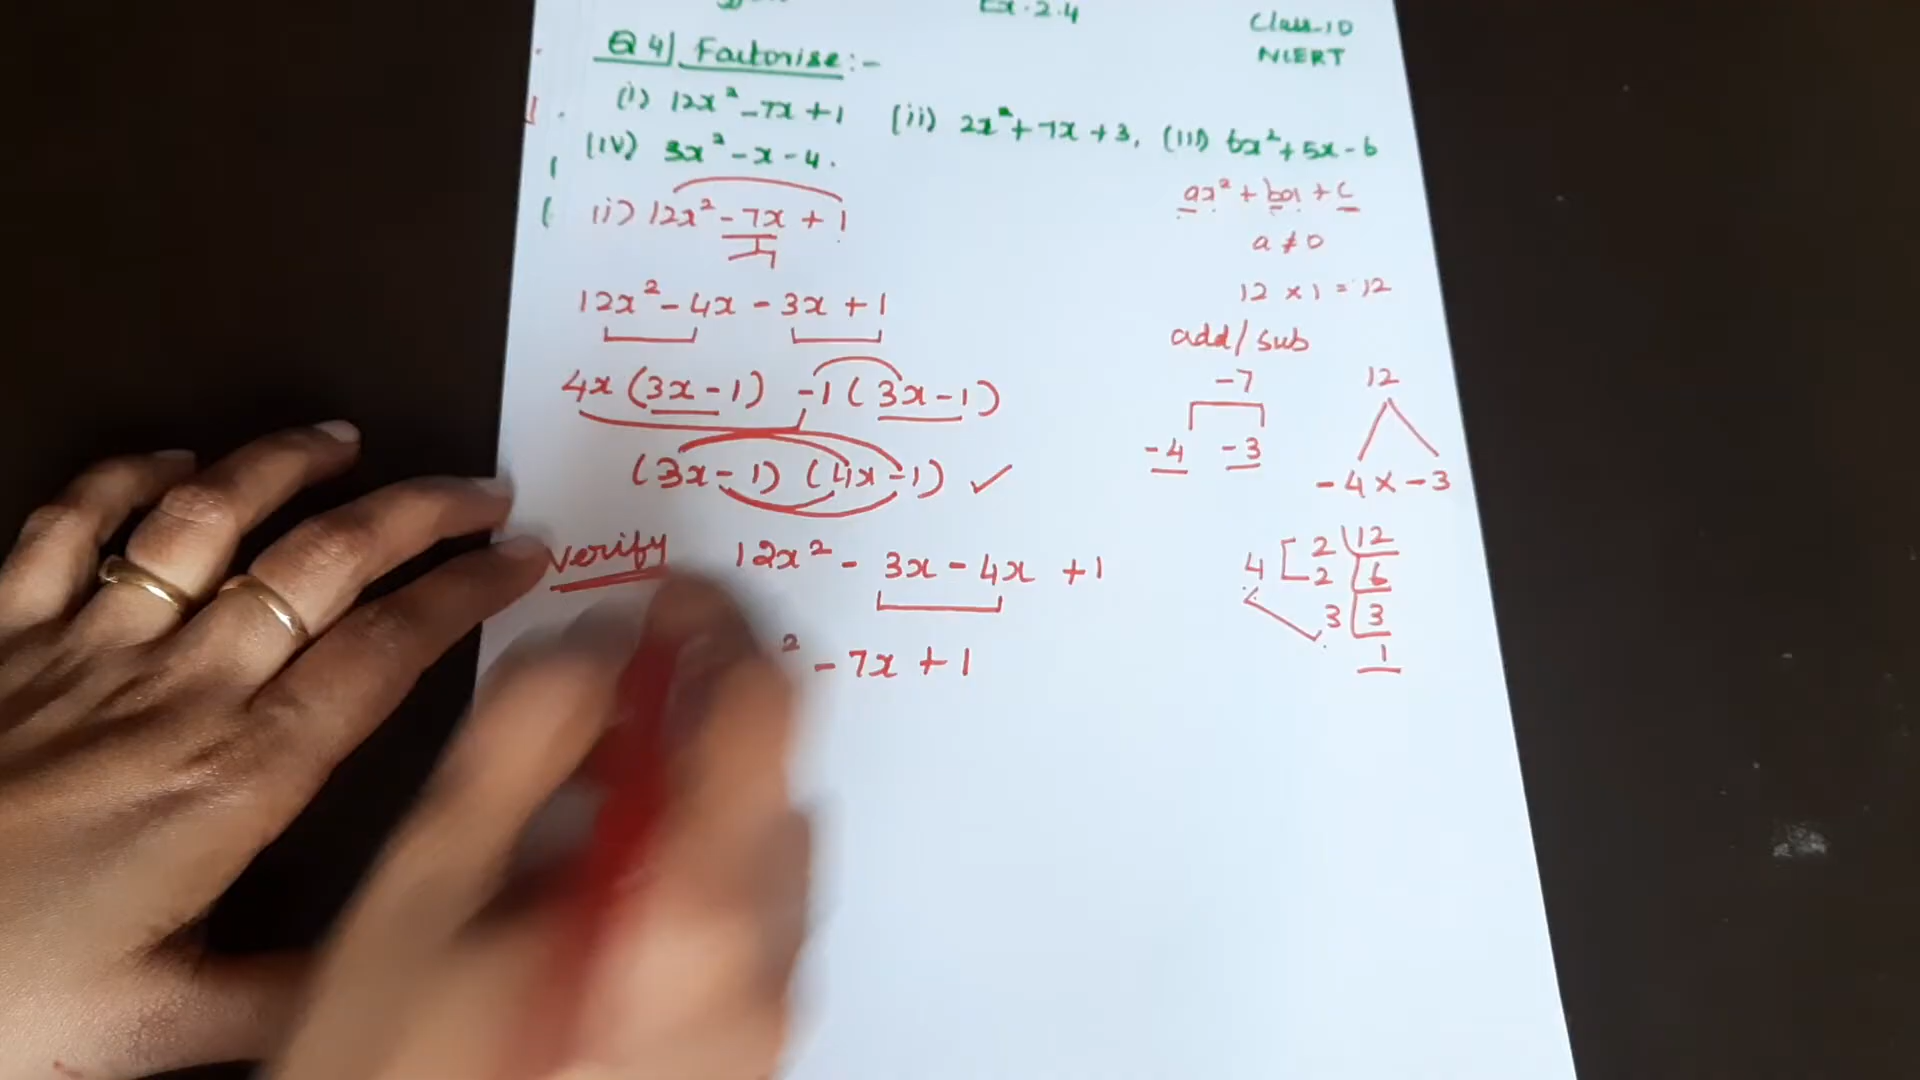 Ex. 2.4
Class-10
NCERT
Q 4) Factorise :-
(i) 12x² - 7x + 1 (ii) 2x² + 7x + 3, (iii) 6x² + 5x - 6
(iv) 3x² - x - 4.
(i) 12x² - 7x + 1
ax² + bx + c
a ≠ 0
12x² - 4x - 3x + 1
12 × 1 = 12
add/sub
4x (3x - 1) -1 (3x - 1)
-7
12
-4 -3
(3x - 1) (4x - 1) ✓
-4 × -3
Verify 12x² - 3x - 4x + 1
4 2 12
2 6
3 3
1
² - 7x + 1